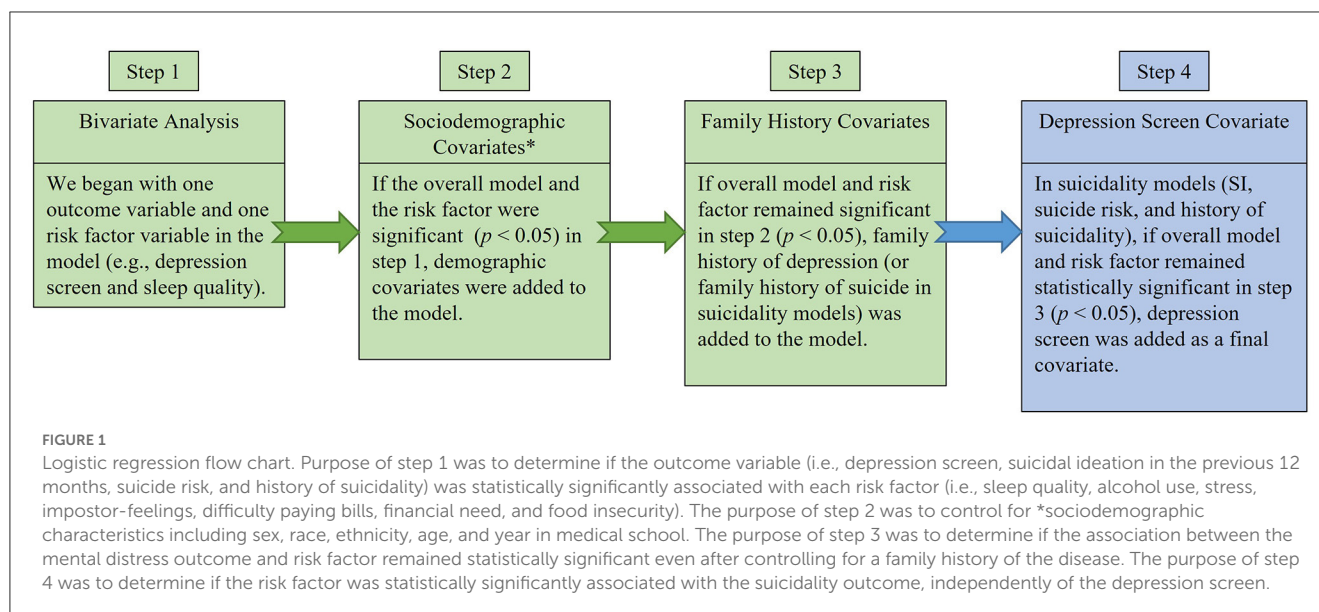 Step 1
Bivariate Analysis
We began with one
outcome variable and one
risk factor variable in the
model (e.g., depression
screen and sleep quality).
Step 2
Sociodemographic
Covariates*
If the overall model and
the risk factor were
significant (p < 0.05) in
step 1, demographic
covariates were added to
the model.
Step 3
Family History Covariates
If overall model and risk
factor remained significant
in step 2 (p < 0.05), family
history of depression (or
family history of suicide in
suicidality models) was
added to the model.
Step 4
Depression Screen Covariate
In suicidality models (SI,
suicide risk, and history of
suicidality), if overall model
and risk factor remained
statistically significant in step
3 (p < 0.05), depression
screen was added as a final
covariate.
FIGURE 1
Logistic regression flow chart. Purpose of step 1 was to determine if the outcome variable (i.e., depression screen, suicidal ideation in the previous 12
months, suicide risk, and history of suicidality) was statistically significantly associated with each risk factor (i.e., sleep quality, alcohol use, stress,
impostor-feelings, difficulty paying bills, financial need, and food insecurity). The purpose of step 2 was to control for *sociodemographic
characteristics including sex, race, ethnicity, age, and year in medical school. The purpose of step 3 was to determine if the association between the
mental distress outcome and risk factor remained statistically significant even after controlling for a family history of the disease. The purpose of step
4 was to determine if the risk factor was statistically significantly associated with the suicidality outcome, independently of the depression screen.